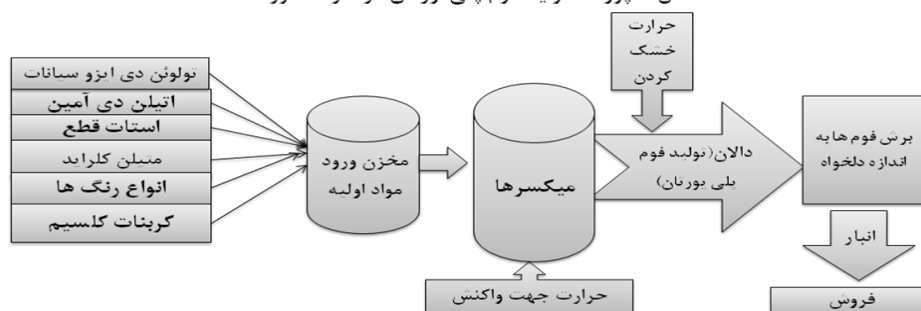 حرارت
خشک
کردن
تولوئن دی ایزو سیانات
اتیلن دی آمین
استات قطع
متیلن کلراید
انواع رنگ ها
کربنات کلسیم
مخزن ورود
مواد اولیه
میکسرها
دالان(تولید فوم
پلی یورتان)
برش فوم ها به
اندازه دلخواه
انبار
حرارت جهت واکنش
فروش